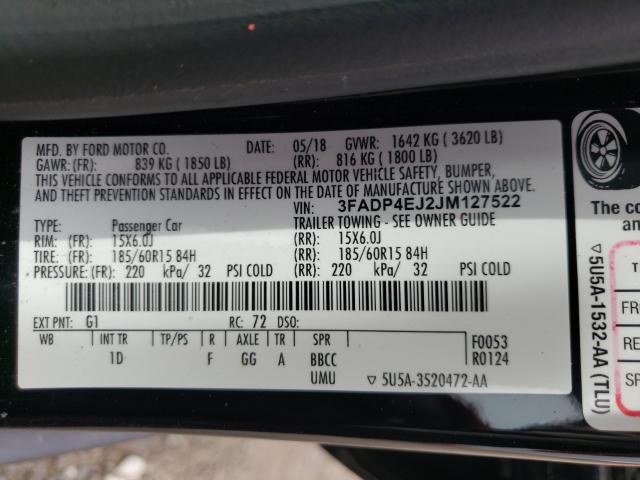 MFD. BY FORD MOTOR CO. DATE: 05/18 GVWR: 1642 KG ( 3620 LB)
GAWR: (FR): 839 KG ( 1850 LB) (RR): 816 KG ( 1800 LB)
THIS VEHICLE CONFORMS TO ALL APPLICABLE FEDERAL MOTOR VEHICLE SAFETY, BUMPER,
AND THEFT PREVENTION STANDARDS IN EFFECT ON THE DATE OF MANUFACTURE SHOWN ABOVE.
VIN: 3FADP4EJ2JM127522
TYPE: Passenger Car TRAILER TOWING - SEE OWNER GUIDE
RIM: (FR): 15X6.0J (RR): 15X6.0J
TIRE: (FR): 185/60R15 84H (RR): 185/60R15 84H
PRESSURE: (FR): 220 kPa/ 32 PSI COLD (RR): 220 kPa/ 32 PSI COLD
EXT PNT: G1 RC: 72 DSO:
WB INT TR TP/PS R AXLE TR SPR F0053
1D F GG A BBCC R0124
UMU ▽ 5U5A-3520472-AA
The co
an
▽ 5U5A-1532-AA (TLU)
T
FR
RE
SP